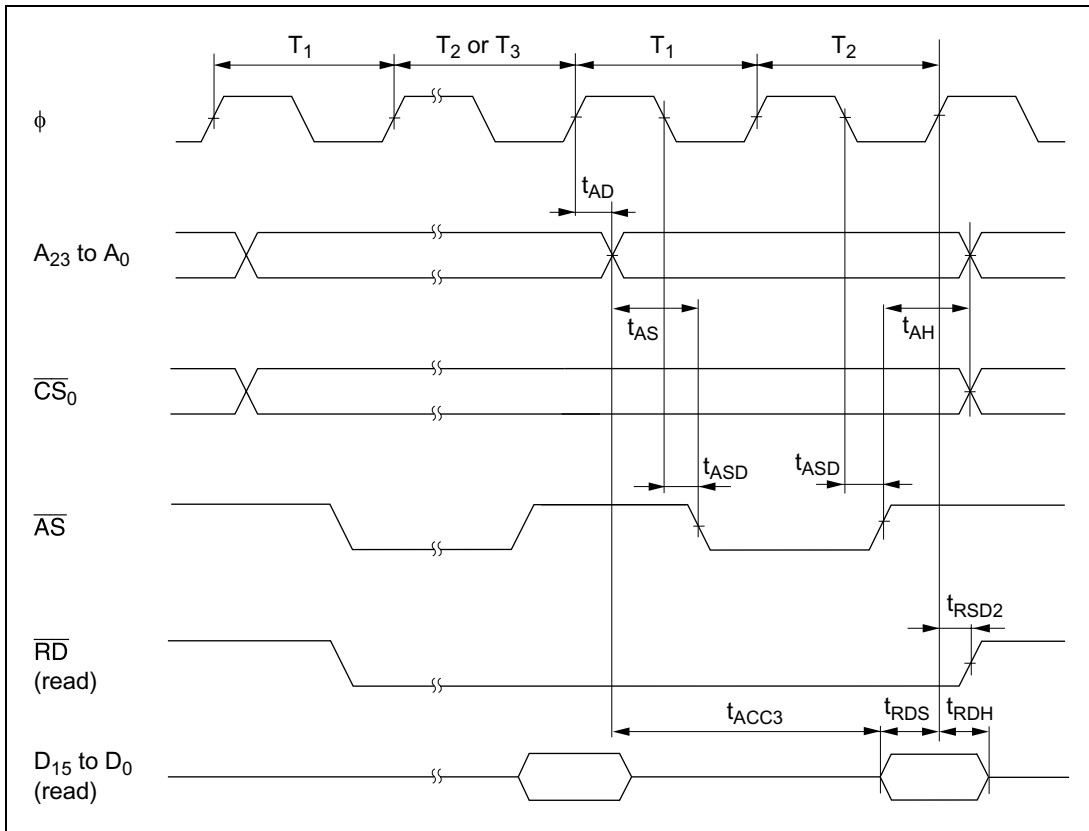 T1 T2 or T3 T1 T2
ϕ
tAD
A23 to A0
tAS tAH
CS0
tASD tASD
AS
tRSD2
RD
(read)
tACC3 tRDS tRDH
D15 to D0
(read)